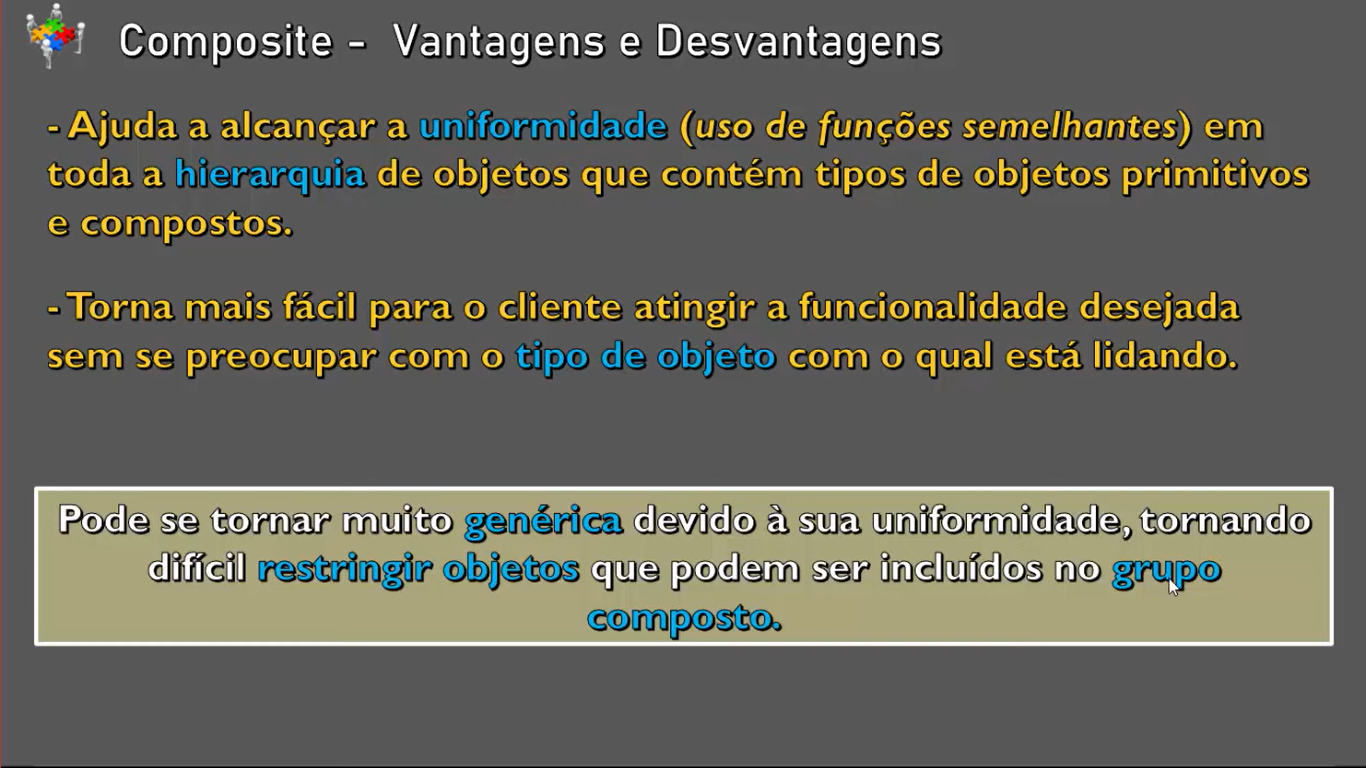 Composite - Vantagens e Desvantagens
- Ajuda a alcançar a uniformidade (uso de funções semelhantes) em
toda a hierarquia de objetos que contém tipos de objetos primitivos
e compostos.
- Torna mais fácil para o cliente atingir a funcionalidade desejada
sem se preocupar com o tipo de objeto com o qual está lidando.
Pode se tornar muito genérica devido à sua uniformidade, tornando
difícil restringir objetos que podem ser incluídos no grupo
composto.